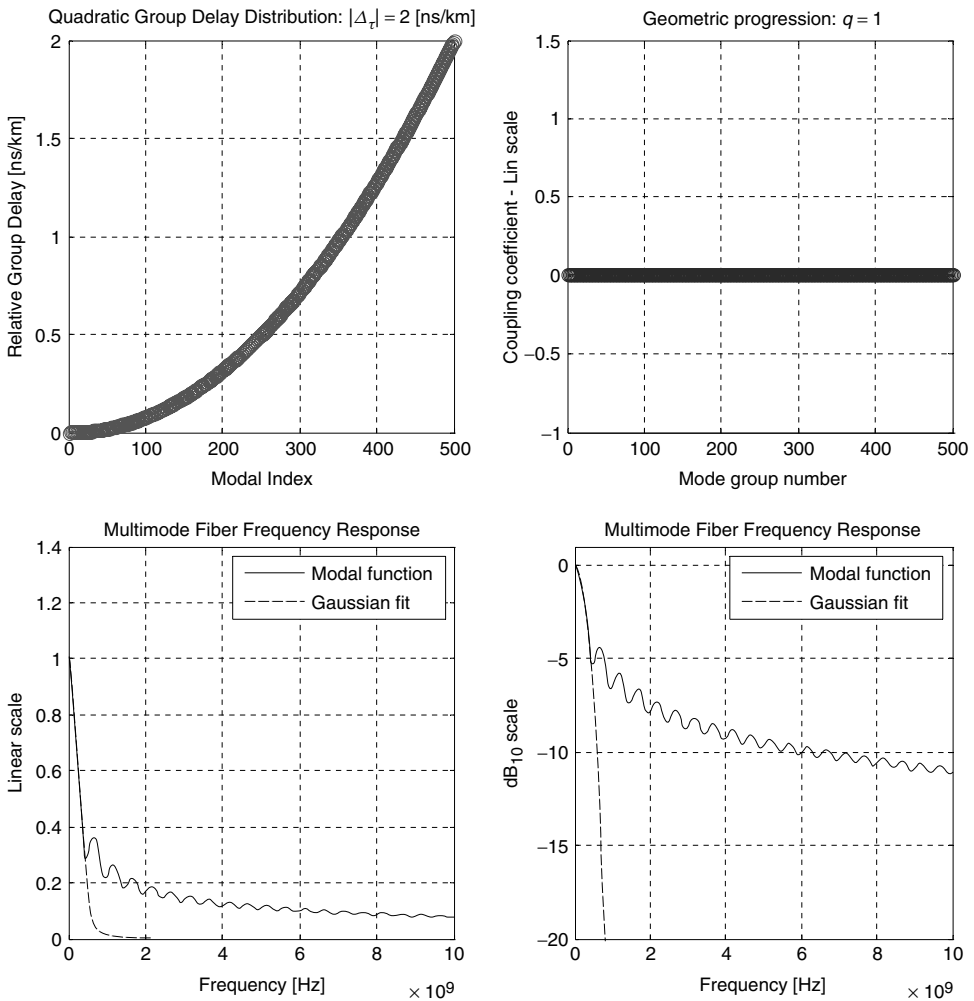 Quadratic Group Delay Distribution: |Δτ| = 2 [ns/km]
2
1.5
1
0.5
0
0 100 200 300 400 500
Relative Group Delay [ns/km]
Modal Index
Geometric progression: q = 1
1.5
1
0.5
0
−0.5
−1
0 100 200 300 400 500
Coupling coefficient - Lin scale
Mode group number
Multimode Fiber Frequency Response
1.4
1.2
1
0.8
0.6
0.4
0.2
0
0 2 4 6 8 10
Linear scale
Modal function
Gaussian fit
Frequency [Hz]
× 10⁹
Multimode Fiber Frequency Response
0
−5
−10
−15
−20
0 2 4 6 8 10
dB₁₀ scale
Modal function
Gaussian fit
Frequency [Hz]
× 10⁹